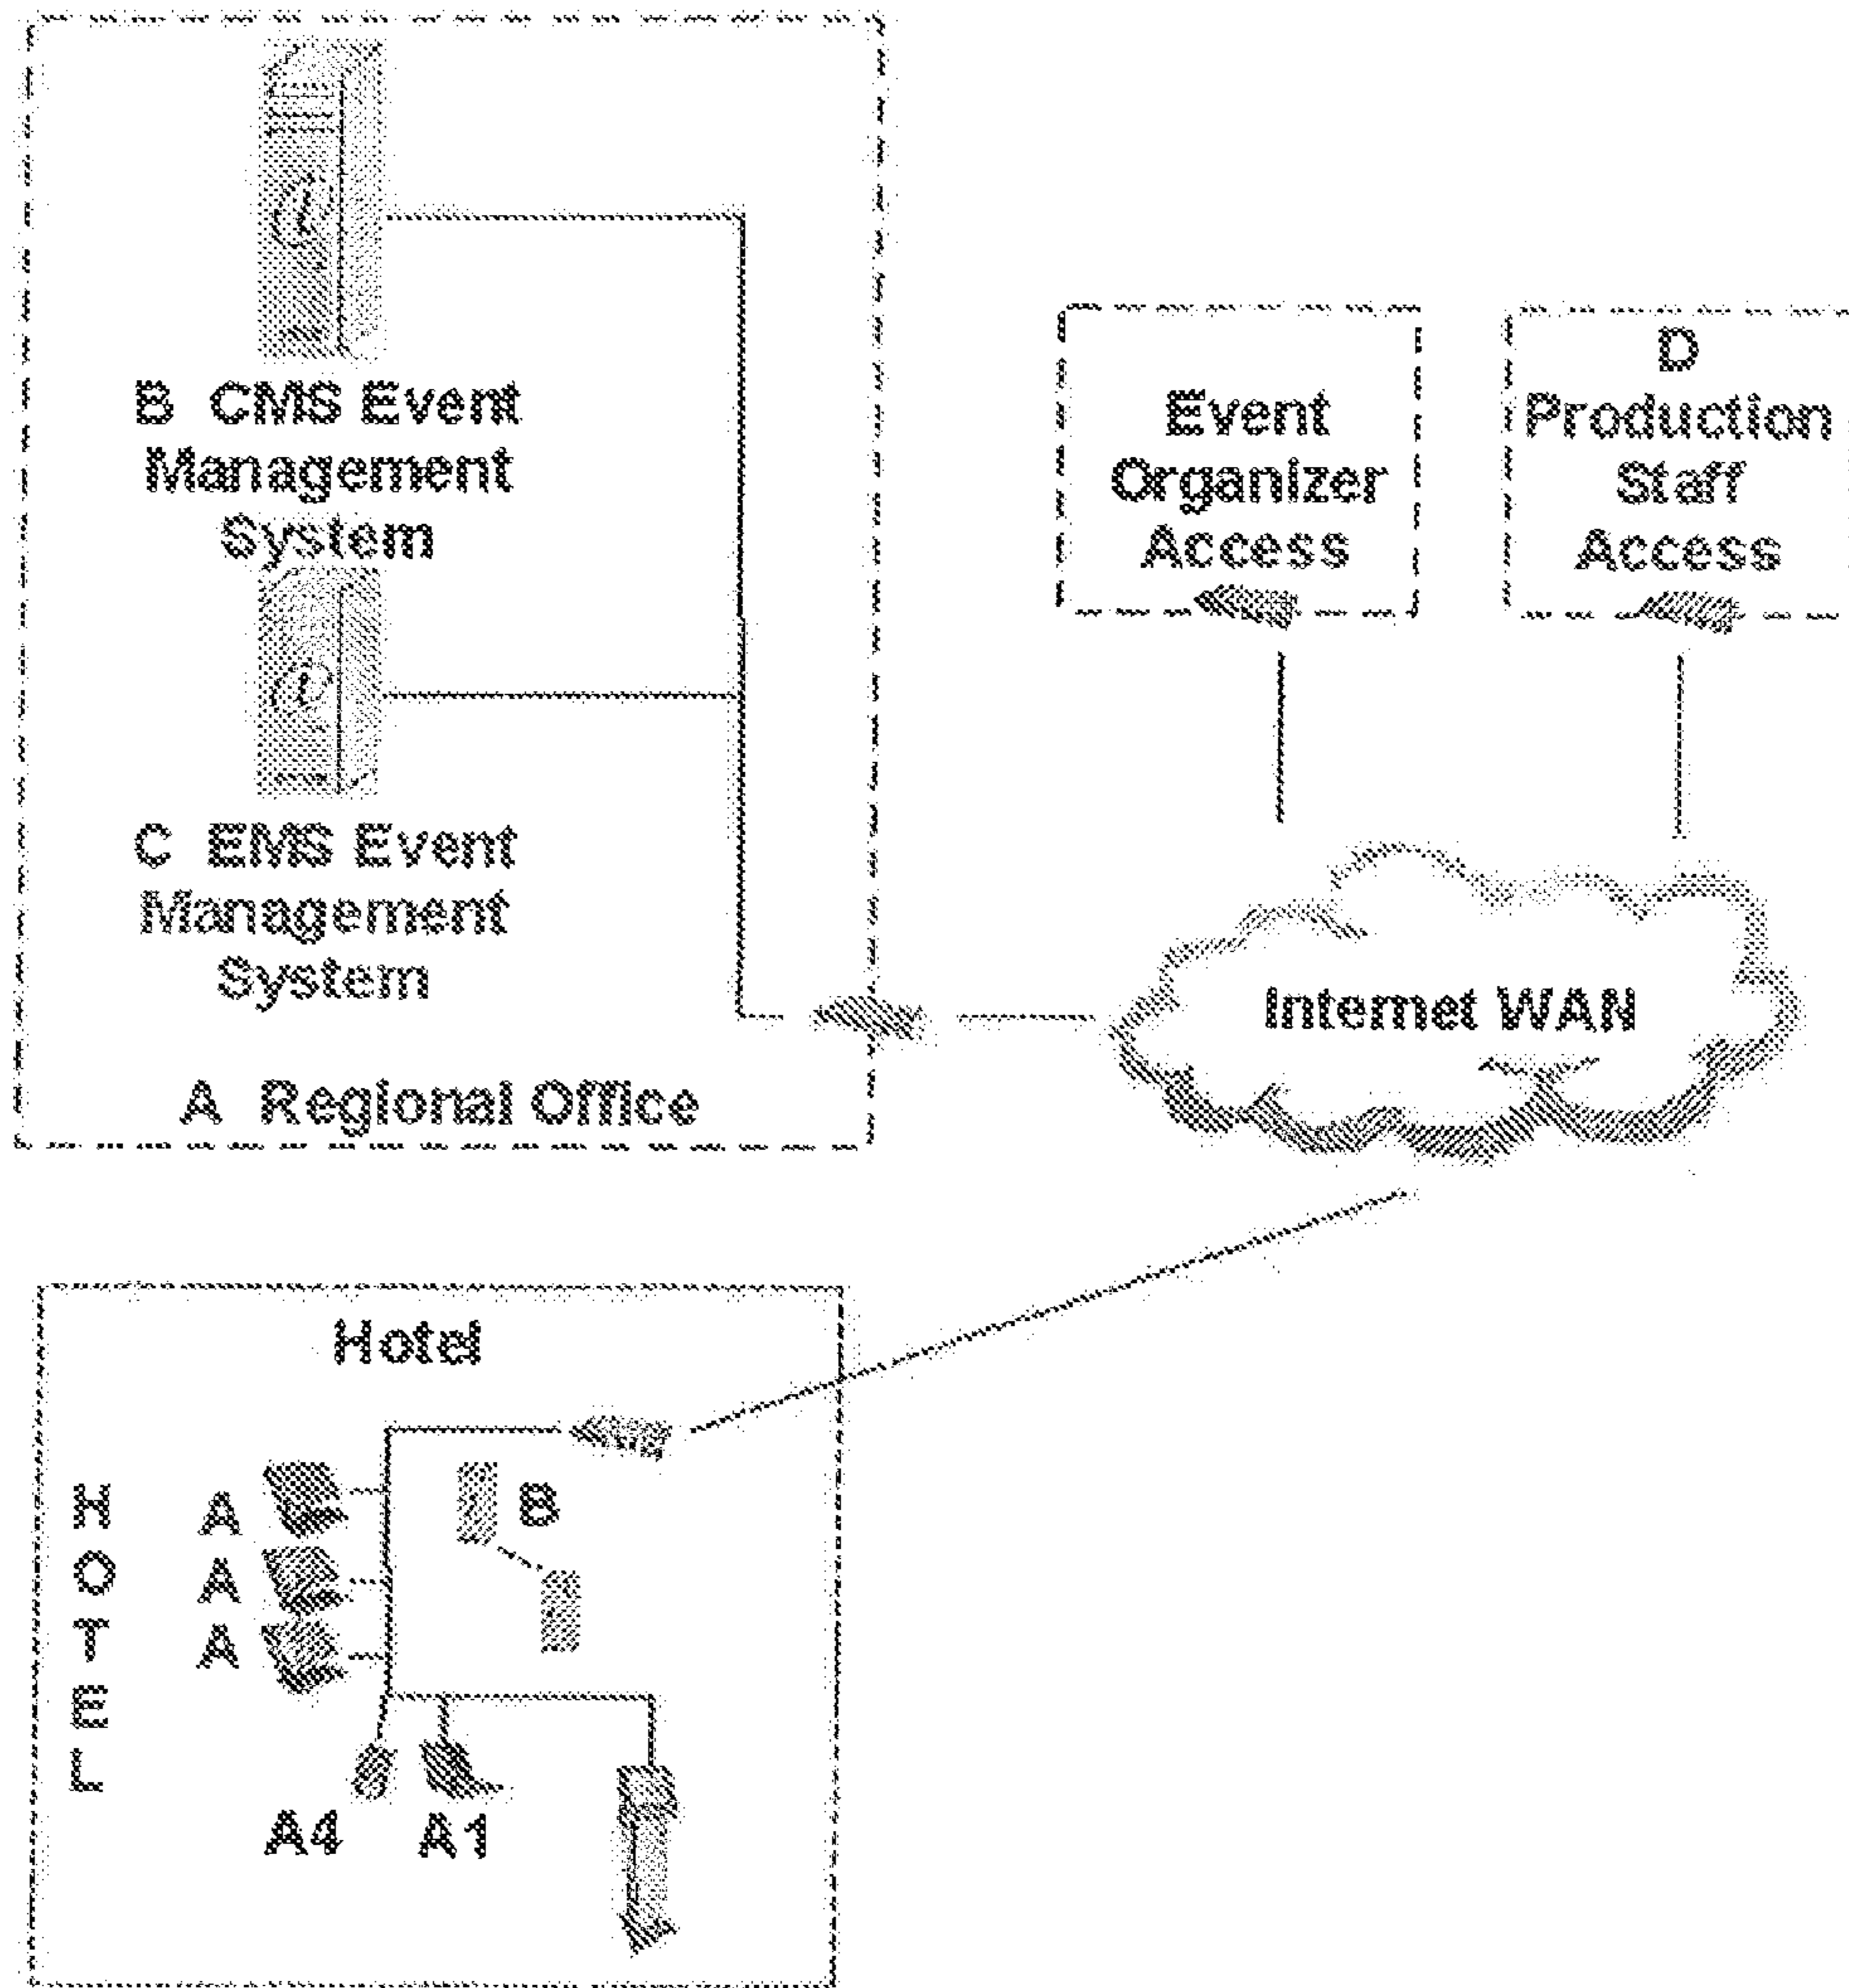 B CMS Event
Management
System
C EMS Event
Management
System
A Regional Office
Event
Organizer
Access
D
Production
Staff
Access
Internet WAN
Hotel
H
O
T
E
L
A
A
A
B
A4
A1